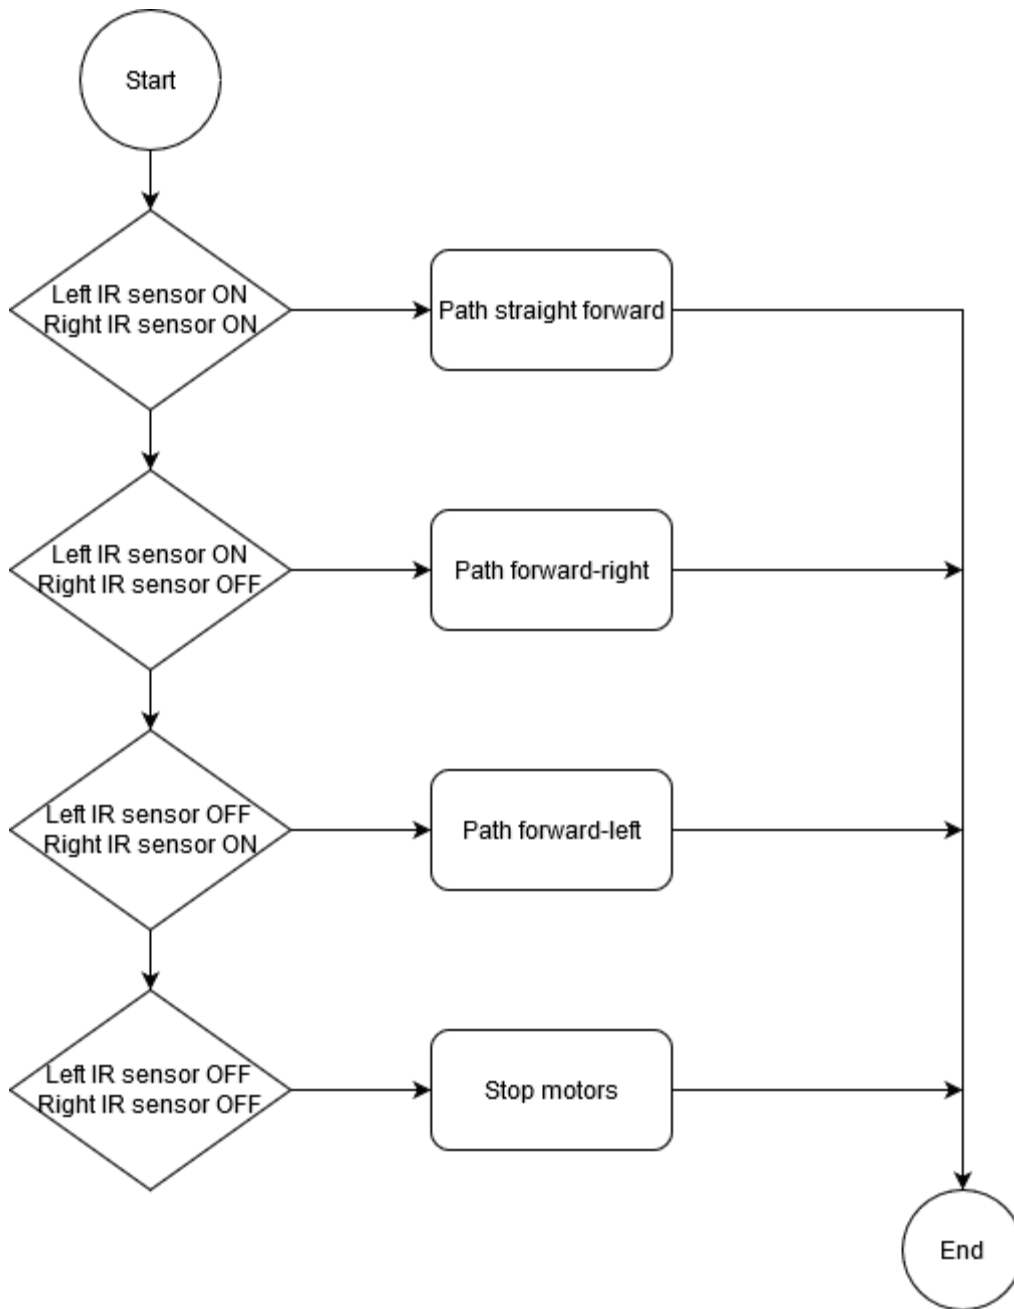 Start
Left IR sensor ON
Right IR sensor ON
Path straight forward
Left IR sensor ON
Right IR sensor OFF
Path forward-right
Left IR sensor OFF
Right IR sensor ON
Path forward-left
Left IR sensor OFF
Right IR sensor OFF
Stop motors
End